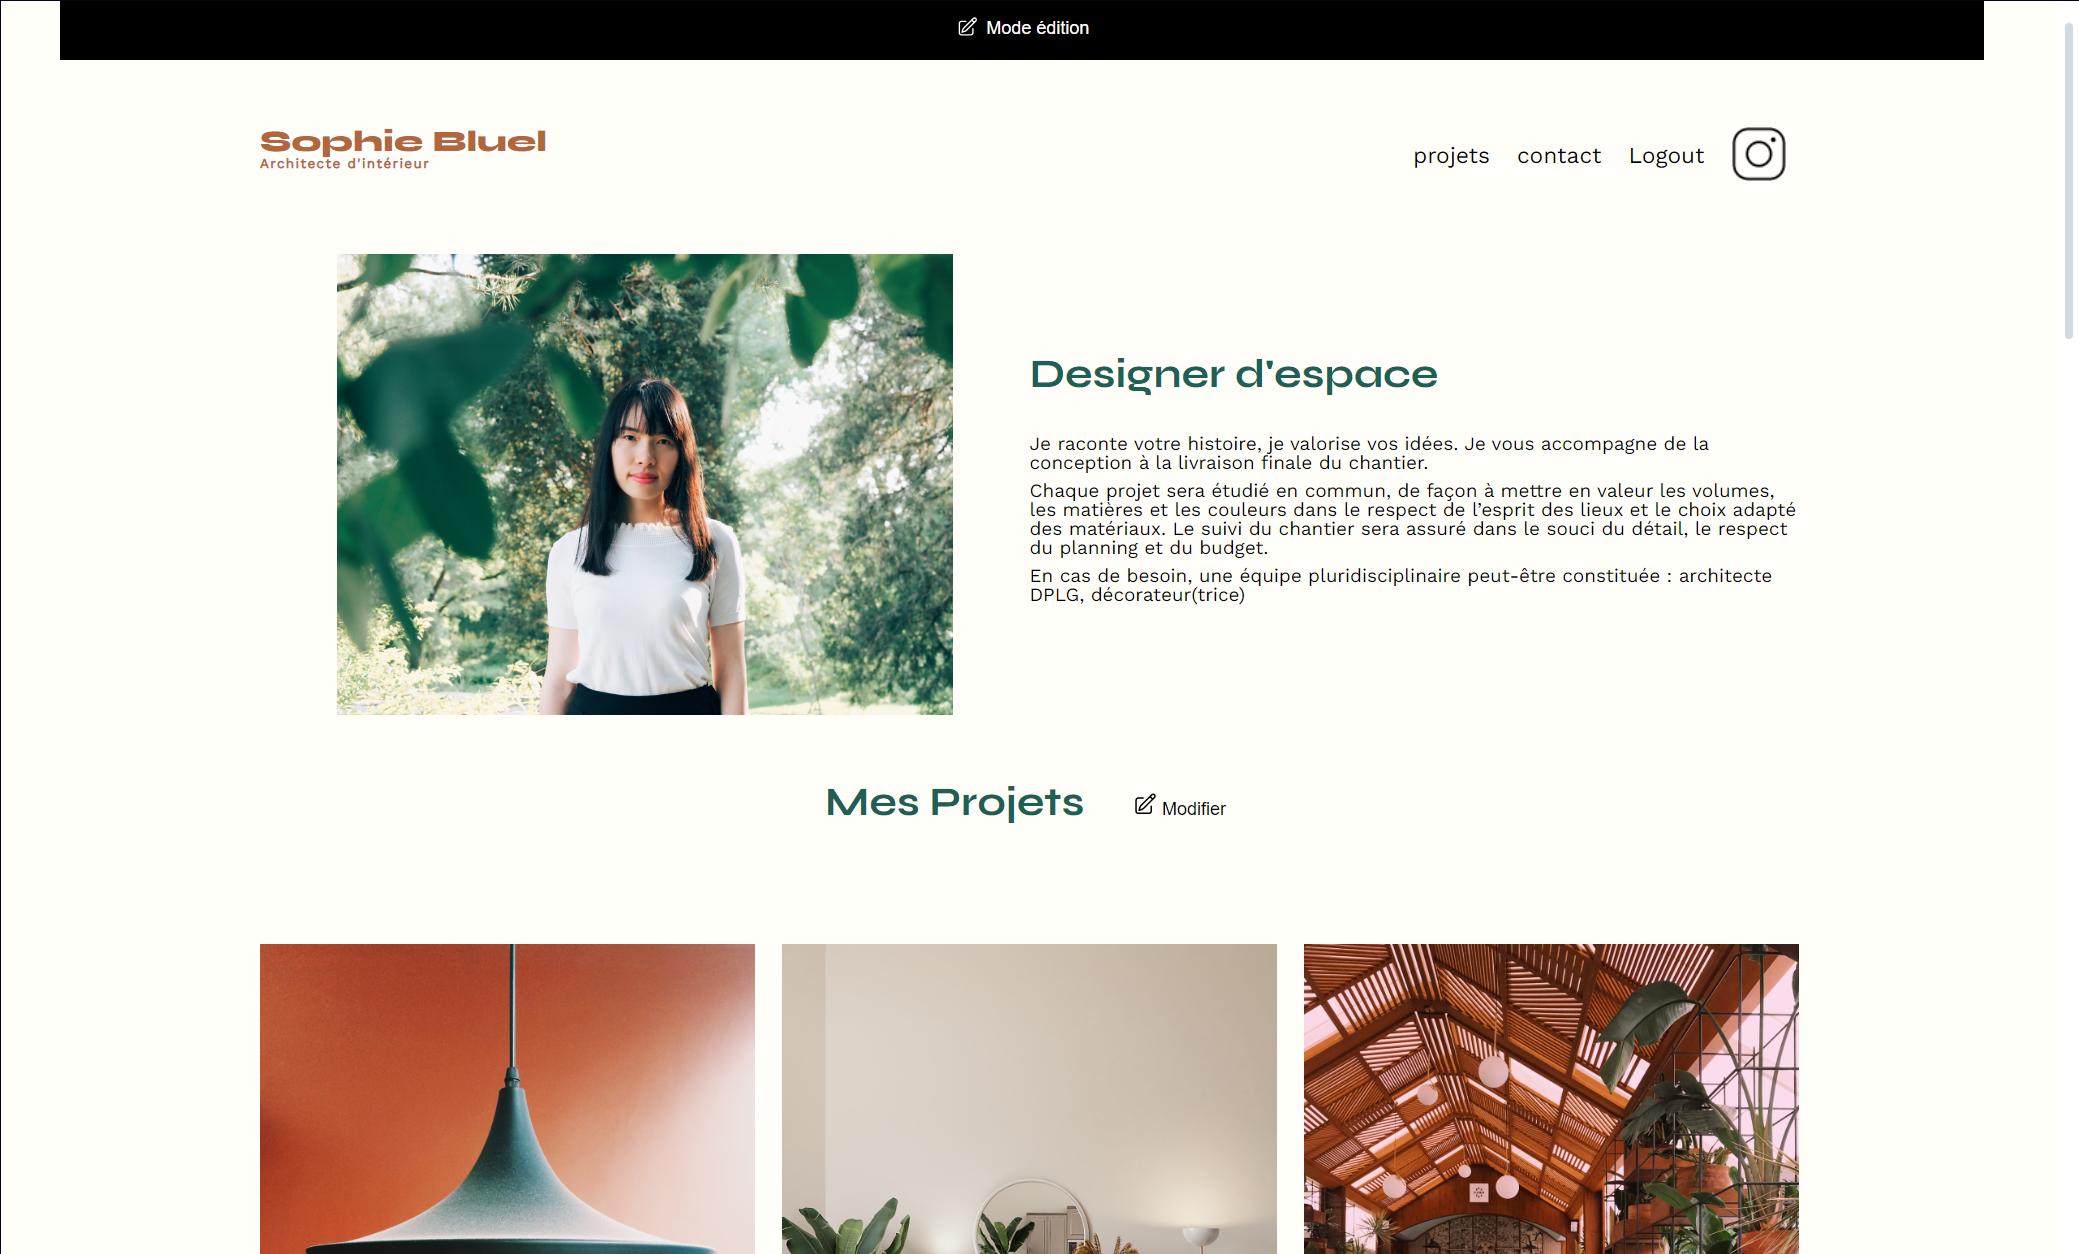 Mode édition
Sophie Bluel
Architecte d'intérieur
projets contact Logout
Designer d'espace
Je raconte votre histoire, je valorise vos idées. Je vous accompagne de la
conception à la livraison finale du chantier.
Chaque projet sera étudié en commun, de façon à mettre en valeur les volumes,
les matières et les couleurs dans le respect de l’esprit des lieux et le choix adapté
des matériaux. Le suivi du chantier sera assuré dans le souci du détail, le respect
du planning et du budget.
En cas de besoin, une équipe pluridisciplinaire peut-être constituée : architecte
DPLG, décorateur(trice)
Mes Projets
Modifier